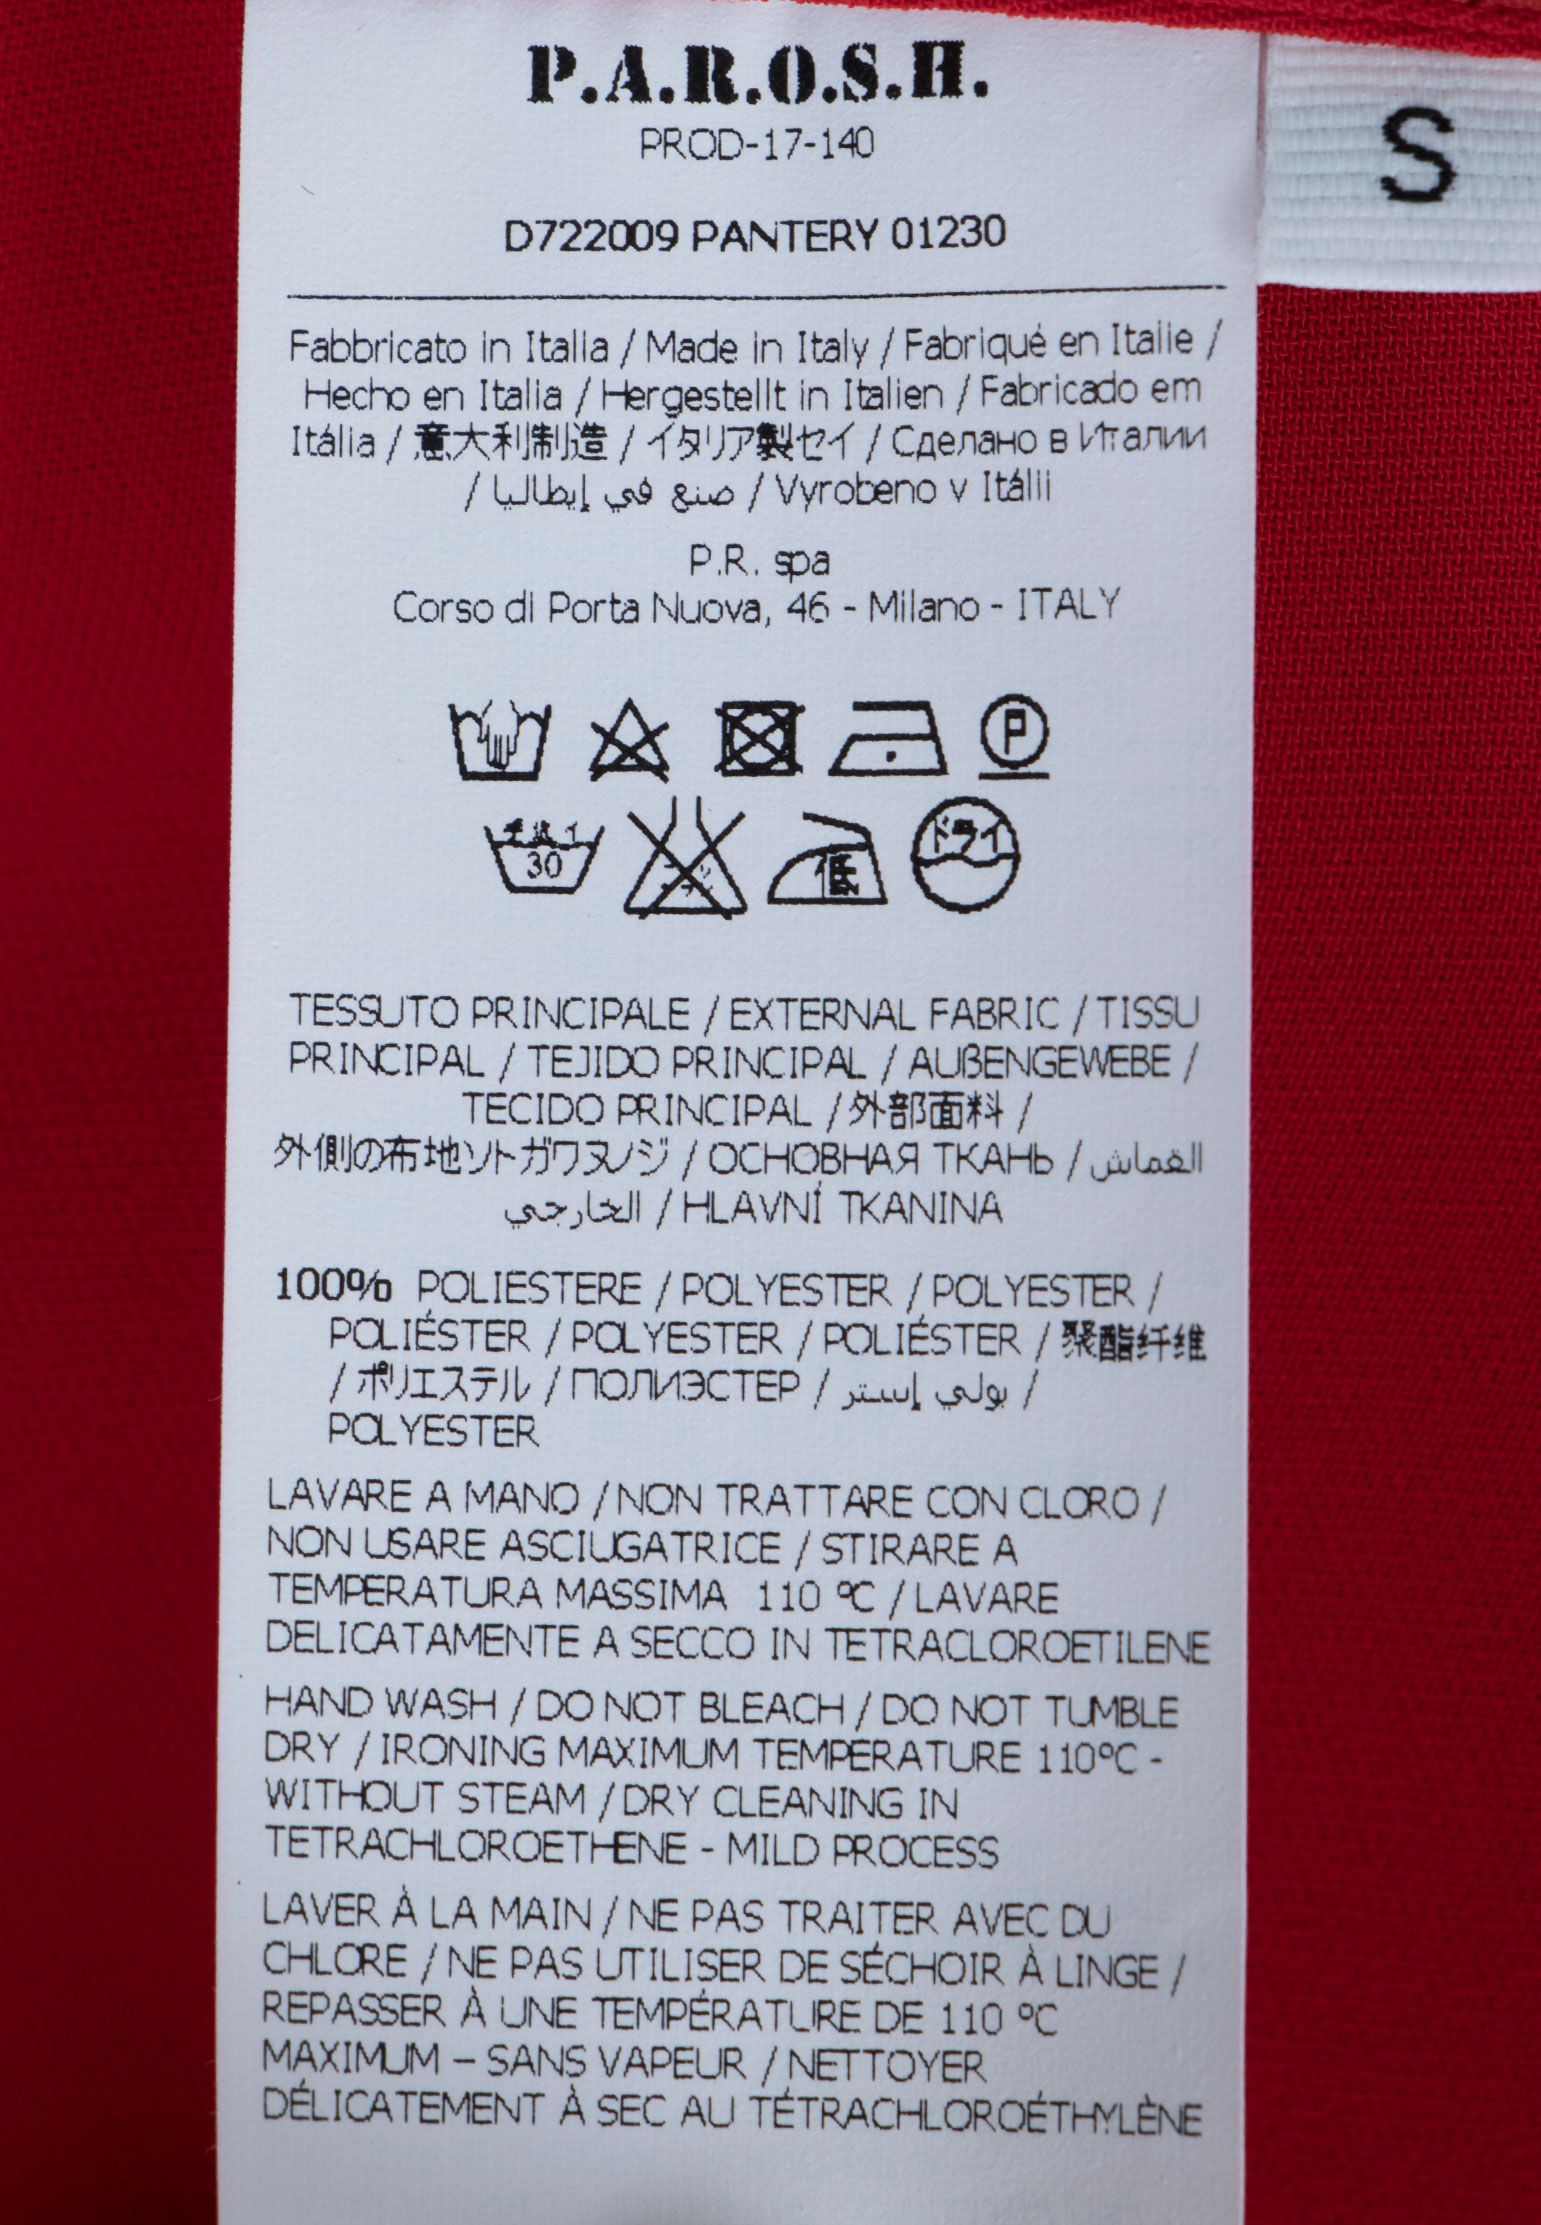 P.A.R.O.S.H.
PROD-17-140
S
D722009 PANTERY 01230
Fabbricato in Italia / Made in Italy / Fabriqué en Italie /
Hecho en Italia / Hergestellt in Italien / Fabricado em
Itália / 意大利制造 / イタリア製セイ / Сделано в Италии
/ صنع في إيطاليا / Vyrobeno v Itálii
P.R. spa
Corso di Porta Nuova, 46 - Milano - ITALY
P
手洗イ
30
低
ドライ
TESSUTO PRINCIPALE / EXTERNAL FABRIC / TISSU
PRINCIPAL / TEJIDO PRINCIPAL / AUßENGEWEBE /
TECIDO PRINCIPAL / 外部面料 /
外側の布地ソトガワヌノジ / ОСНОВНАЯ ТКАНЬ / القماش
الخارجي / HLAVNÍ TKANINA
100% POLIESTERE / POLYESTER / POLYESTER /
POLIÉSTER / POLYESTER / POLIÉSTER / 聚酯纤维
/ ポリエステル / ПОЛИЭСТЕР / بولي إستر /
POLYESTER
LAVARE A MANO / NON TRATTARE CON CLORO /
NON USARE ASCIUGATRICE / STIRARE A
TEMPERATURA MASSIMA 110 °C / LAVARE
DELICATAMENTE A SECCO IN TETRACLOROETILENE
HAND WASH / DO NOT BLEACH / DO NOT TUMBLE
DRY / IRONING MAXIMUM TEMPERATURE 110°C -
WITHOUT STEAM / DRY CLEANING IN
TETRACHLOROETHENE - MILD PROCESS
LAVER À LA MAIN / NE PAS TRAITER AVEC DU
CHLORE / NE PAS UTILISER DE SÉCHOIR À LINGE /
REPASSER À UNE TEMPÉRATURE DE 110 °C
MAXIMUM – SANS VAPEUR / NETTOYER
DÉLICATEMENT À SEC AU TÉTRACHLOROÉTHYLÈNE